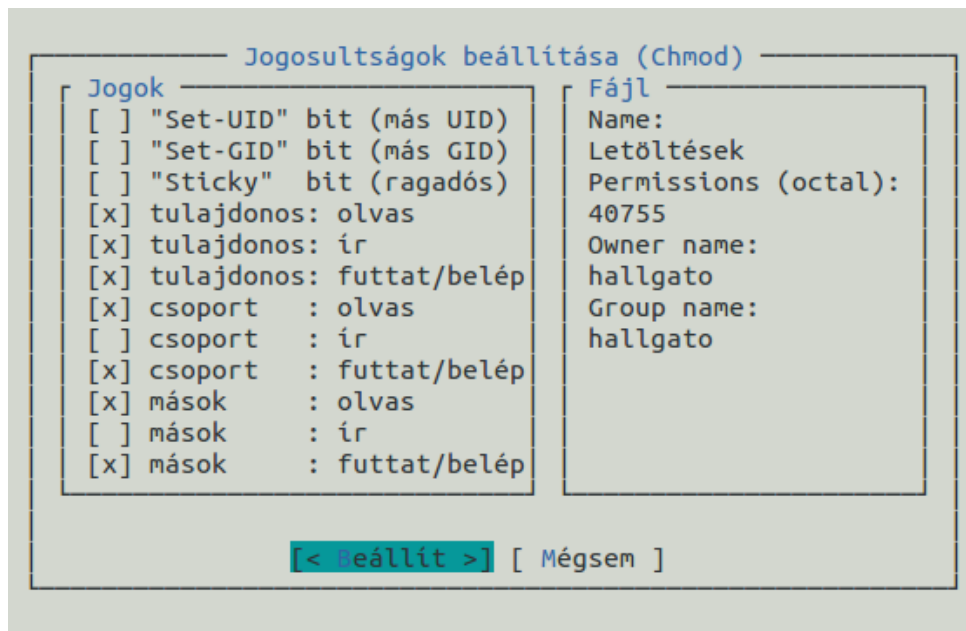 Jogosultságok beállítása (Chmod)
Jogok
[ ] "Set-UID" bit (más UID)
[ ] "Set-GID" bit (más GID)
[ ] "Sticky"  bit (ragadós)
[x] tulajdonos: olvas
[x] tulajdonos: ír
[x] tulajdonos: futtat/belép
[x] csoport   : olvas
[ ] csoport   : ír
[x] csoport   : futtat/belép
[x] mások     : olvas
[ ] mások     : ír
[x] mások     : futtat/belép
Fájl
Name:
Letöltések
Permissions (octal):
40755
Owner name:
hallgato
Group name:
hallgato
[< Beállít >] [ Mégsem ]